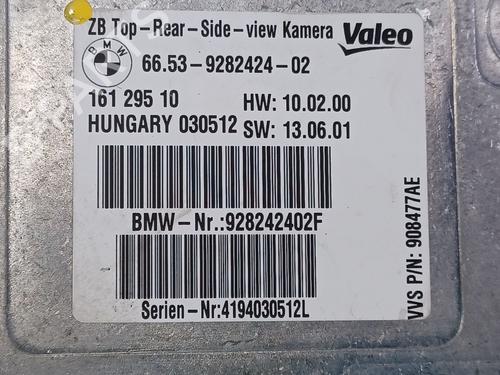 ZB Top-Rear-Side-view Kamera Valeo
BMW
66.53-9282424-02
161 295 10 HW: 10.02.00
HUNGARY 030512 SW: 13.06.01
BMW-Nr.:928242402F
Serien-Nr:4194030512L
VVS P/N: 908477AE